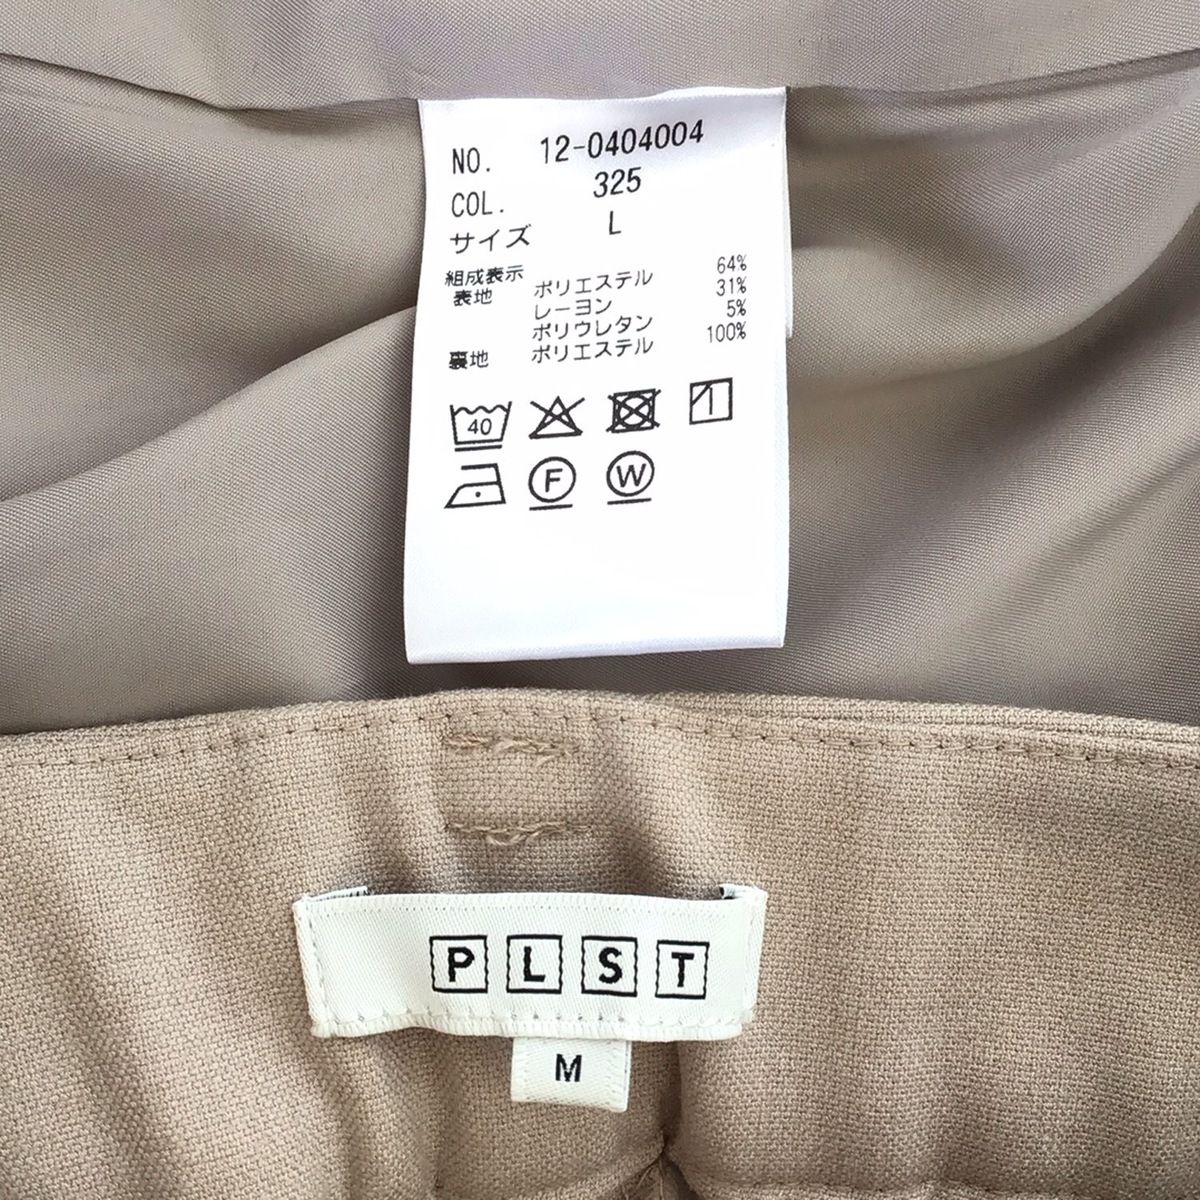 NO. 12-0404004
COL. 325
サイズ L
組成表示
表地 ポリエステル 64%
レーヨン 31%
ポリウレタン 5%
裏地 ポリエステル 100%
40
F W
PLST
M